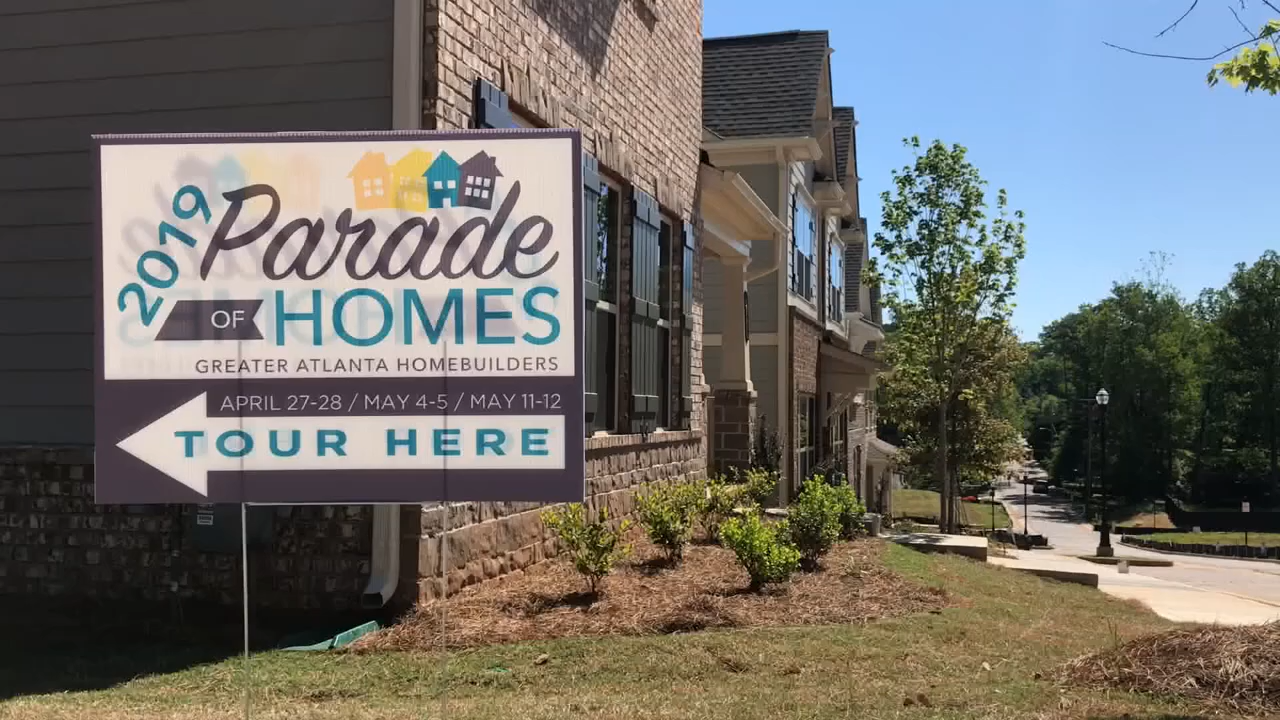 2019
Parade
OF HOMES
GREATER ATLANTA HOMEBUILDERS
APRIL 27-28 / MAY 4-5 / MAY 11-12
TOUR HERE